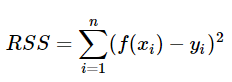 RSS = \sum_{i=1}^{n} (f(x_i) - y_i)^2